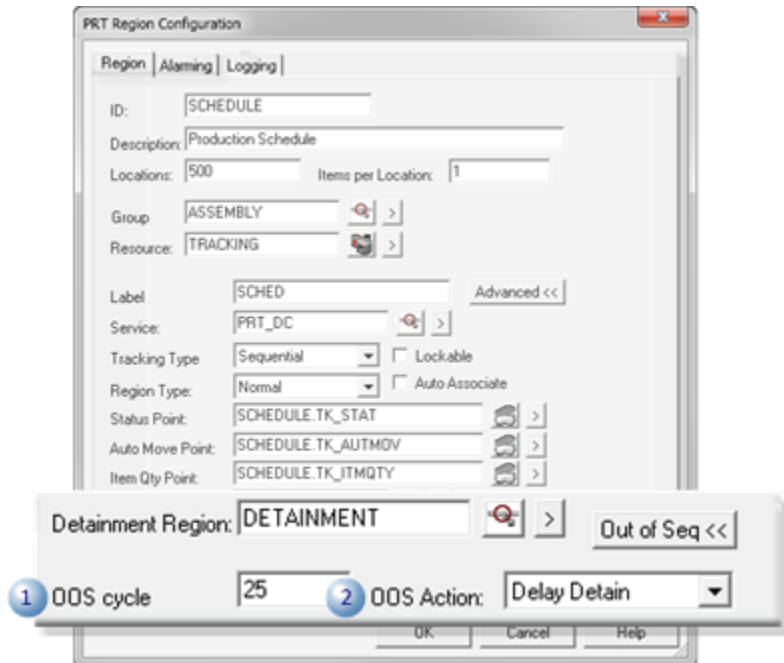 PRT Region Configuration
Region Alarming Logging
ID: SCHEDULE
Description: Production Schedule
Locations: 500 Items per Location: 1
Group ASSEMBLY >
Resource: TRACKING >
Label SCHED Advanced <<
Service: PRT_DC >
Tracking Type Sequential Lockable
Region Type: Normal Auto Associate
Status Point: SCHEDULE.TK_STAT >
Auto Move Point: SCHEDULE.TK_AUTMOV >
Item Qty Point: SCHEDULE.TK_ITMQTY >
Detainment Region: DETAINMENT > Out of Seq <<
1 OOS cycle 25 2 OOS Action: Delay Detain
OK Cancel Help